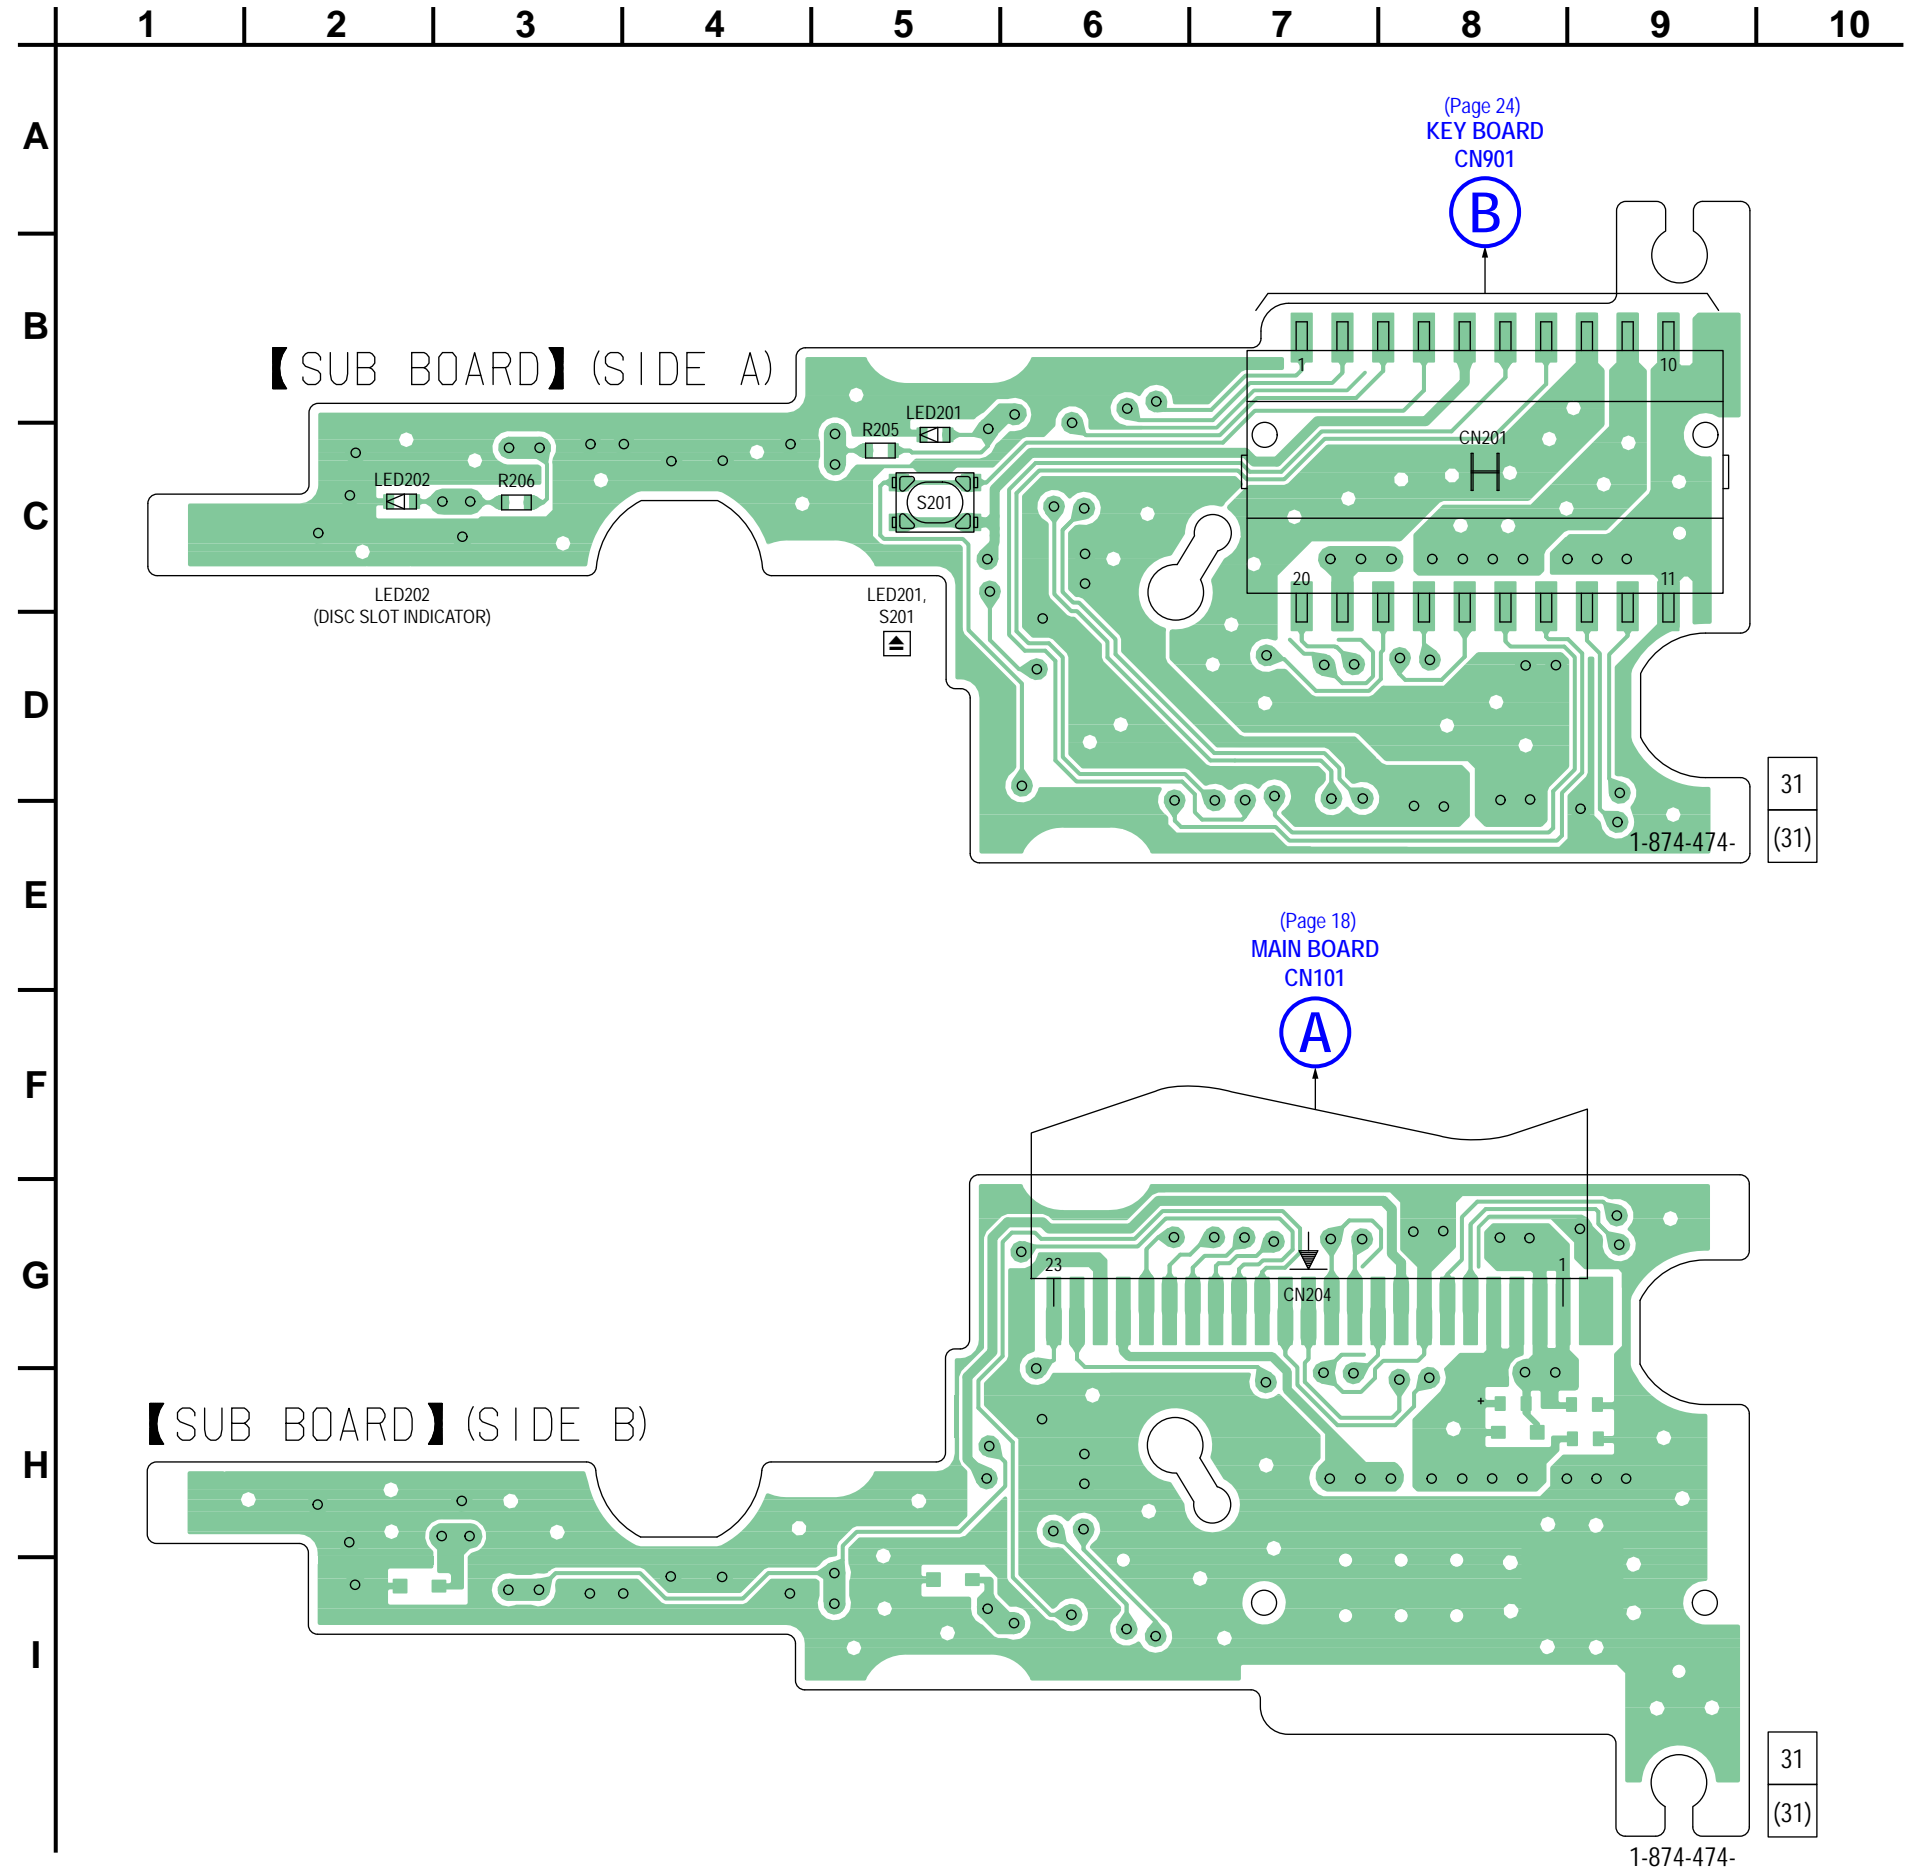 1 2 3 4 5 6 7 8 9 10
A
(Page 24)
KEY BOARD
CN901
B
B
1 10
【SUB BOARD】(SIDE A)
LED201
R205
CN201
LED202 R206
S201
C
20 11
LED202
(DISC SLOT INDICATOR)
LED201,
S201
D
31
(31)
1-874-474-
E
(Page 18)
MAIN BOARD
CN101
A
F
23 1
G
CN204
+
【SUB BOARD】(SIDE B)
H
I
31
(31)
1-874-474-